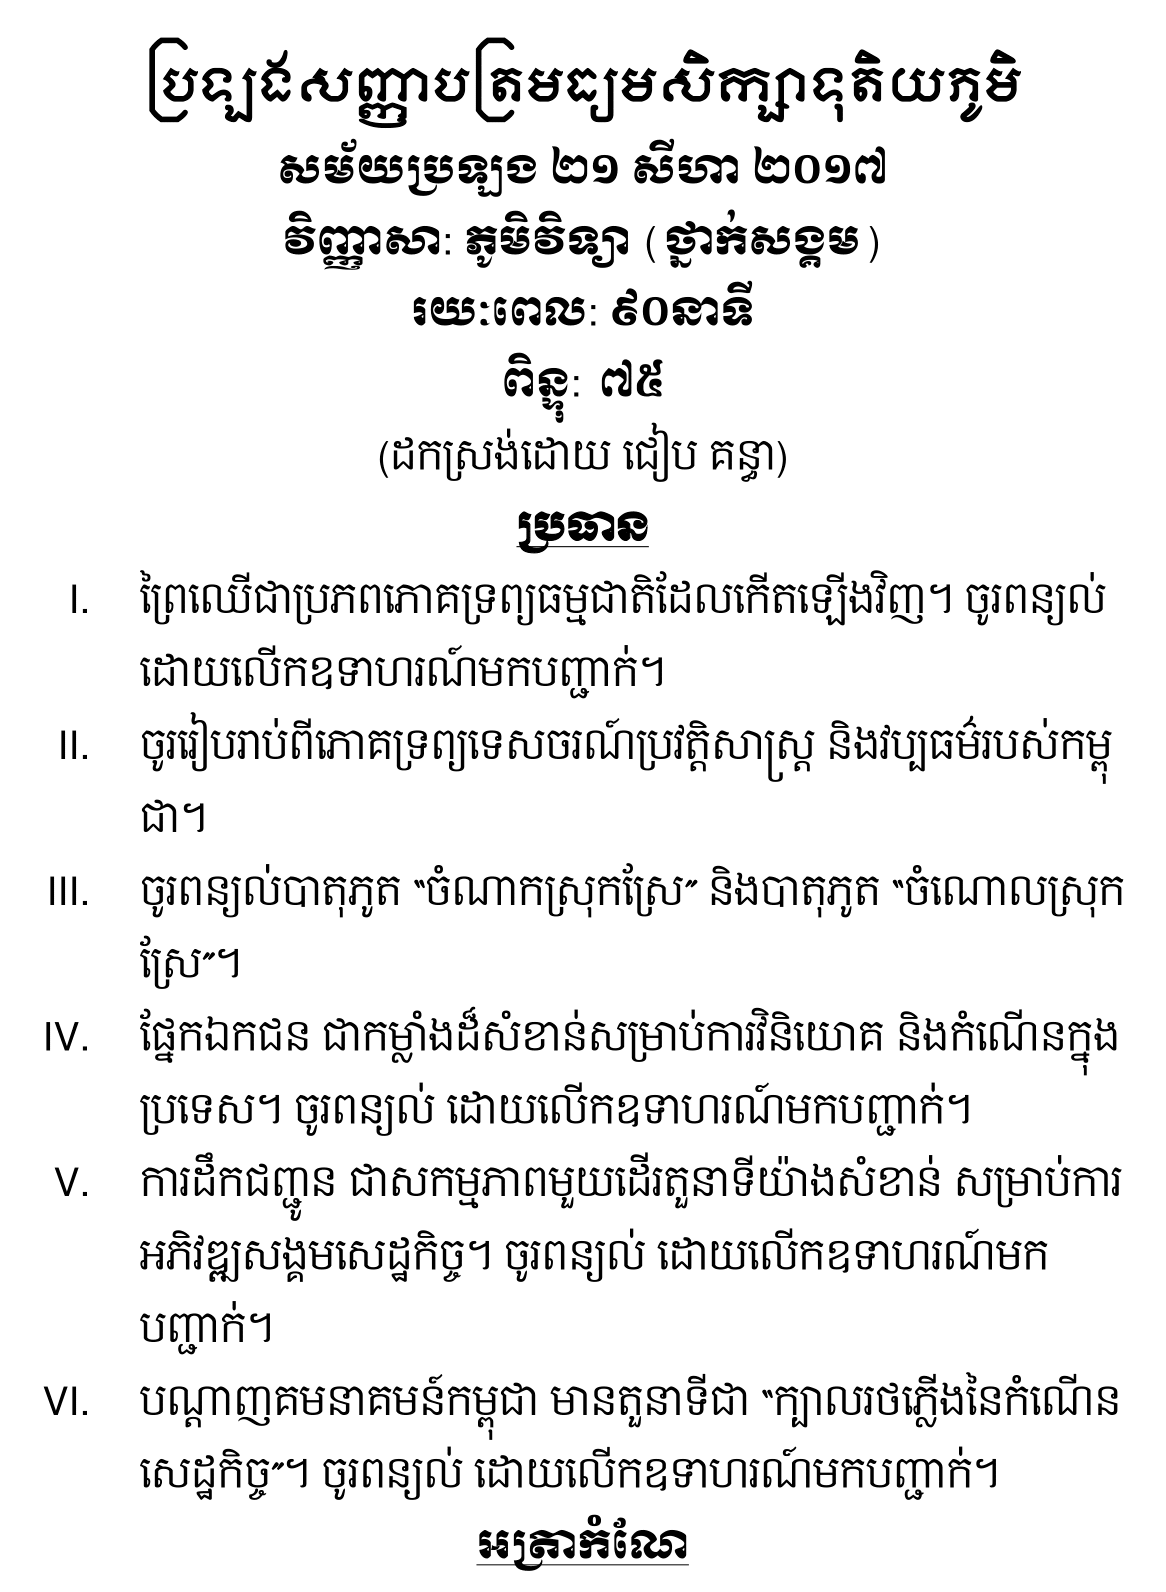 ប្រឡងសញ្ញាបត្រមធ្យមសិក្សាទុតិយភូមិ
សម័យប្រឡង ២១ សីហា ២០១៧
វិញ្ញាសា: ភូមិវិទ្យា (ថ្នាក់សង្គម)
រយៈពេល: ៩០នាទី
ពិន្ទុ: ៧៥
(ដកស្រង់ដោយ ជៀប គន្ធា)
ប្រធាន
I. ព្រៃឈើជាប្រភពភោគទ្រព្យធម្មជាតិដែលកើតឡើងវិញ។ ចូរពន្យល់
ដោយលើកឧទាហរណ៍មកបញ្ជាក់។
II. ចូររៀបរាប់ពីភោគទ្រព្យទេសចរណ៍ប្រវត្តិសាស្ត្រ និងវប្បធម៌របស់កម្ពុ
ជា។
III. ចូរពន្យល់បាតុភូត “ចំណាកស្រុកស្រែ” និងបាតុភូត “ចំណោលស្រុក
ស្រែ”។
IV. ផ្នែកឯកជន ជាកម្លាំងដ៏សំខាន់សម្រាប់ការវិនិយោគ និងកំណើនក្នុង
ប្រទេស។ ចូរពន្យល់ ដោយលើកឧទាហរណ៍មកបញ្ជាក់។
V. ការដឹកជញ្ជូន ជាសកម្មភាពមួយដើរតួនាទីយ៉ាងសំខាន់ សម្រាប់ការ
អភិវឌ្ឍសង្គមសេដ្ឋកិច្ច។ ចូរពន្យល់ ដោយលើកឧទាហរណ៍មក
បញ្ជាក់។
VI. បណ្តាញគមនាគមន៍កម្ពុជា មានតួនាទីជា “ក្បាលរថភ្លើងនៃកំណើន
សេដ្ឋកិច្ច”។ ចូរពន្យល់ ដោយលើកឧទាហរណ៍មកបញ្ជាក់។
អត្រាកំណែ